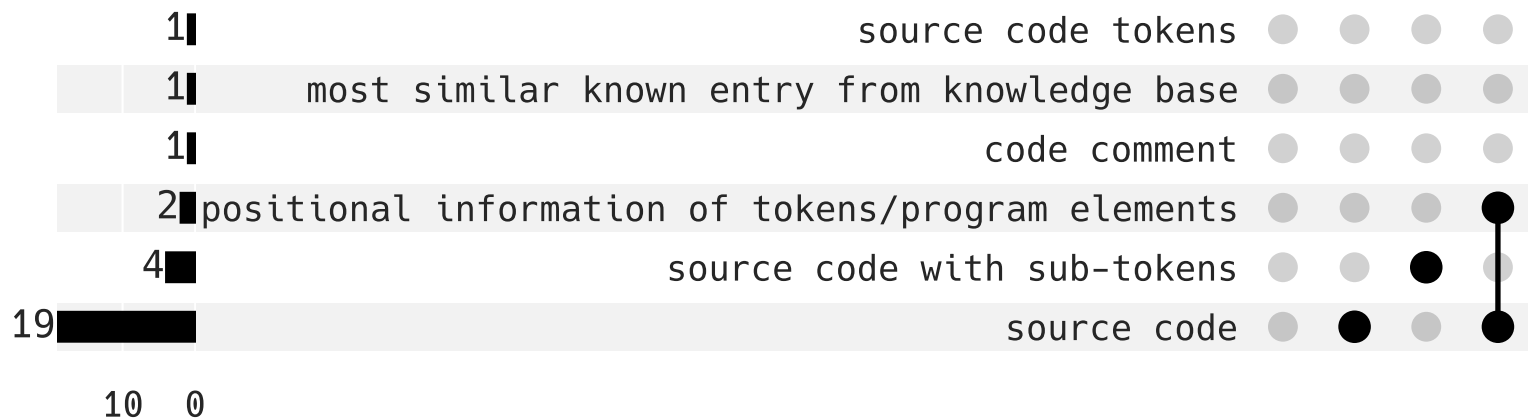 1 source code tokens
1 most similar known entry from knowledge base
1 code comment
2 positional information of tokens/program elements
4 source code with sub-tokens
19 source code
10 0